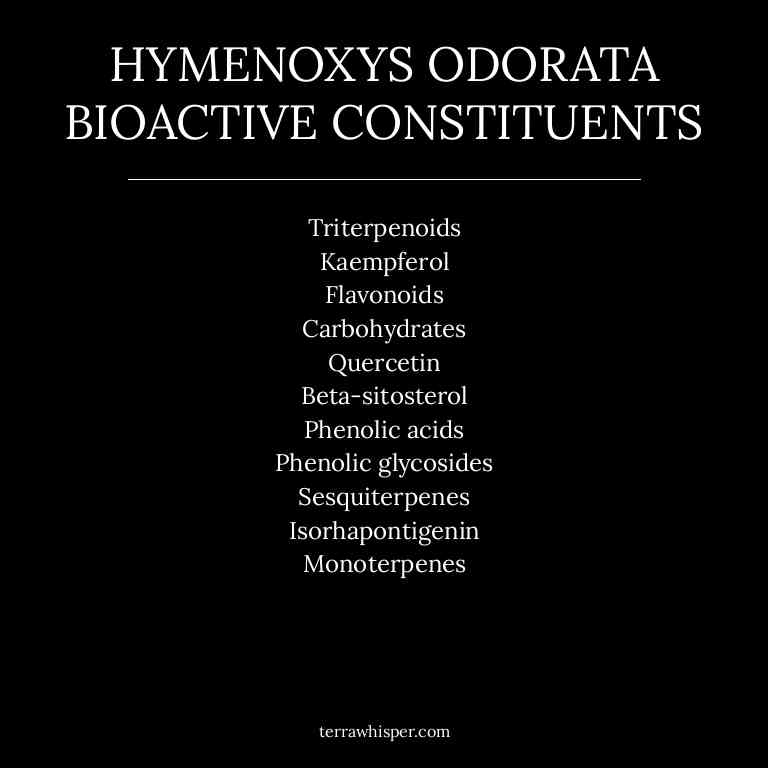 HYMENOXYS ODORATA
BIOACTIVE CONSTITUENTS
Triterpenoids
Kaempferol
Flavonoids
Carbohydrates
Quercetin
Beta-sitosterol
Phenolic acids
Phenolic glycosides
Sesquiterpenes
Isorhapontigenin
Monoterpenes
terrawhisper.com